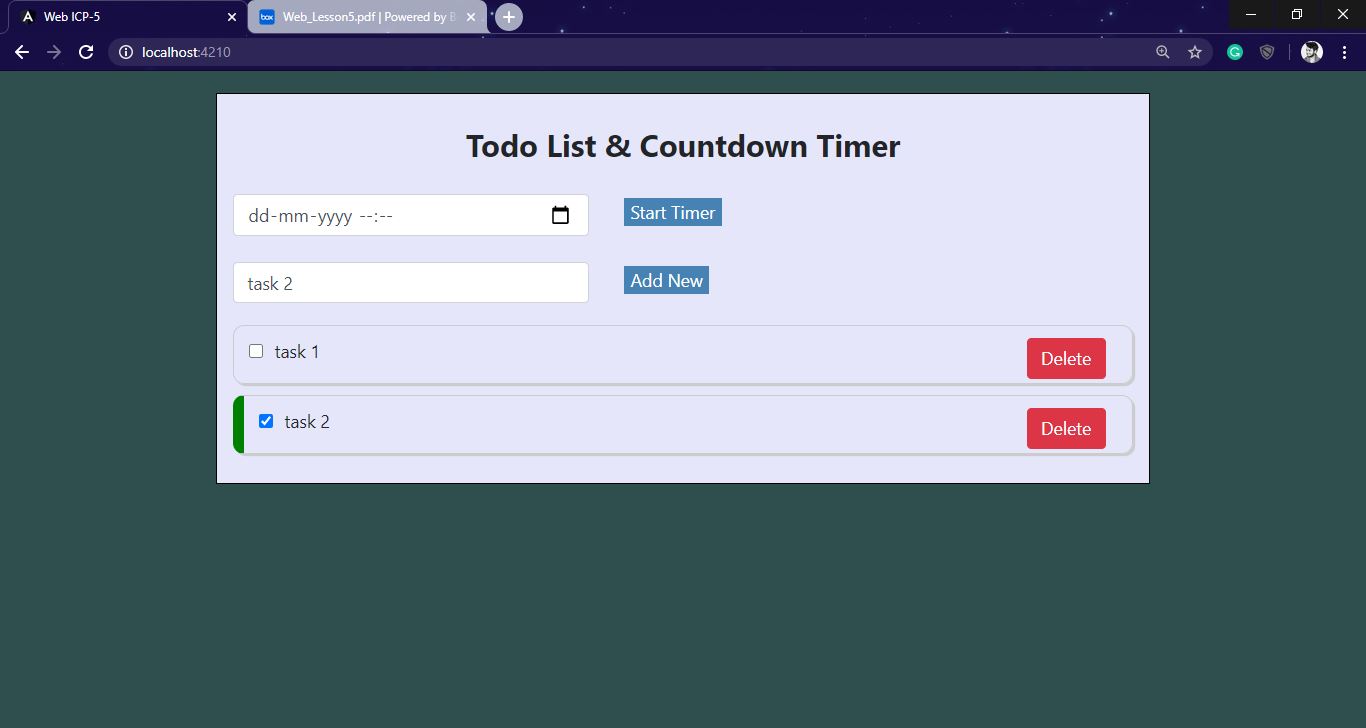 Web ICP-5
box Web_Lesson5.pdf | Powered by B
localhost:4210
Todo List & Countdown Timer
dd-mm-yyyy --:--
Start Timer
task 2
Add New
task 1
Delete
task 2
Delete